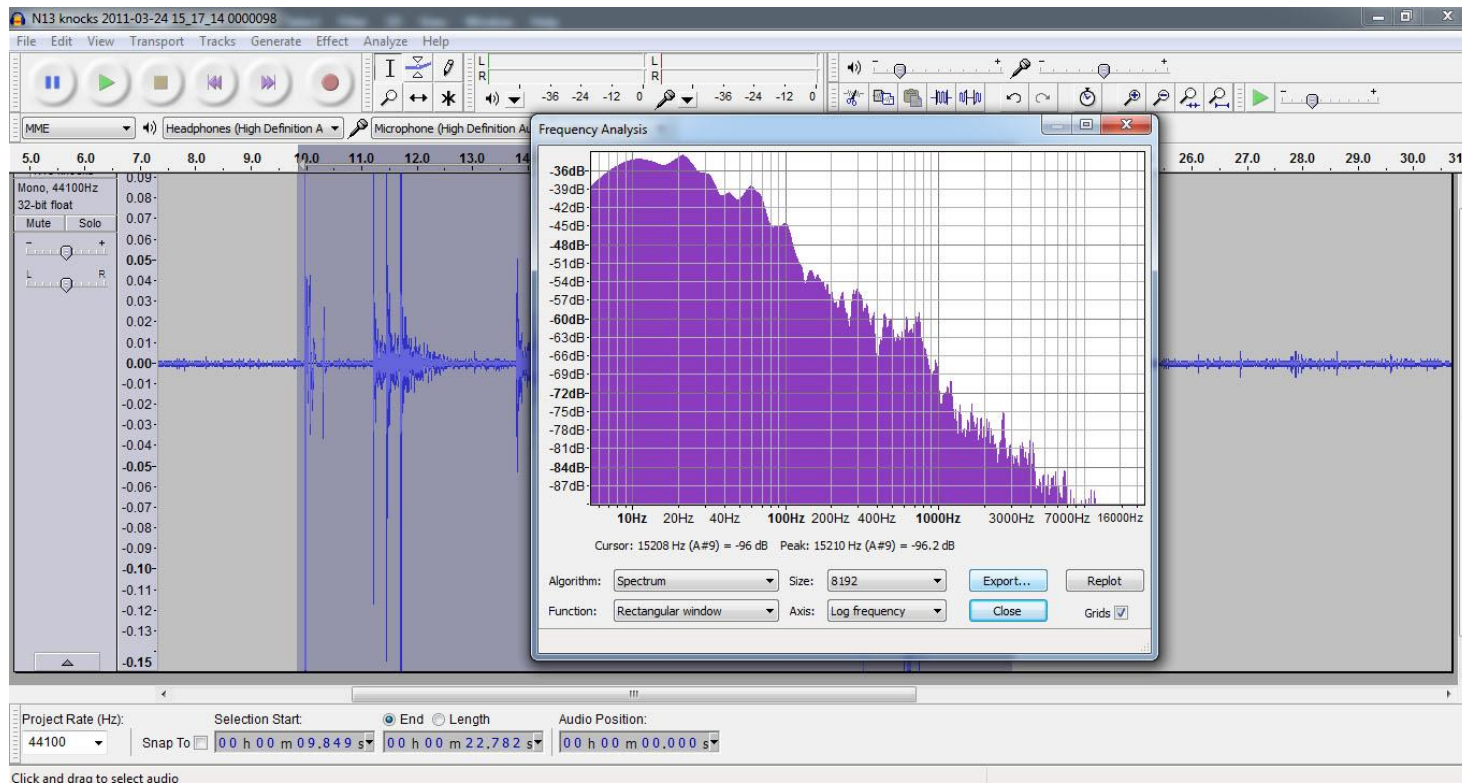 N13 knocks 2011-03-24 15_17_14 0000098
File Edit View Transport Tracks Generate Effect Analyze Help
L
R
L
R
-36 -24 -12 0
-36 -24 -12 0
MME
Headphones (High Definition A
Microphone (High Definition Au
5.0 6.0 7.0 8.0 9.0 10.0 11.0 12.0 13.0 14
26.0 27.0 28.0 29.0 30.0 31
Mono, 44100Hz
32-bit float
Mute Solo
- +
L R
0.09
0.08
0.07
0.06
0.05
0.04
0.03
0.02
0.01
0.00
-0.01
-0.02
-0.03
-0.04
-0.05
-0.06
-0.07
-0.08
-0.09
-0.10
-0.11
-0.12
-0.13
-0.15
Frequency Analysis
-36dB
-39dB
-42dB
-45dB
-48dB
-51dB
-54dB
-57dB
-60dB
-63dB
-66dB
-69dB
-72dB
-75dB
-78dB
-81dB
-84dB
-87dB
10Hz 20Hz 40Hz 100Hz 200Hz 400Hz 1000Hz 3000Hz 7000Hz 16000Hz
Cursor: 15208 Hz (A#9) = -96 dB Peak: 15210 Hz (A#9) = -96.2 dB
Algorithm: Spectrum Size: 8192 Export... Replot
Function: Rectangular window Axis: Log frequency Close Grids
Project Rate (Hz): Selection Start: End Length Audio Position:
44100 Snap To 00 h 00 m 09.849 s 00 h 00 m 22.782 s 00 h 00 m 00.000 s
Click and drag to select audio